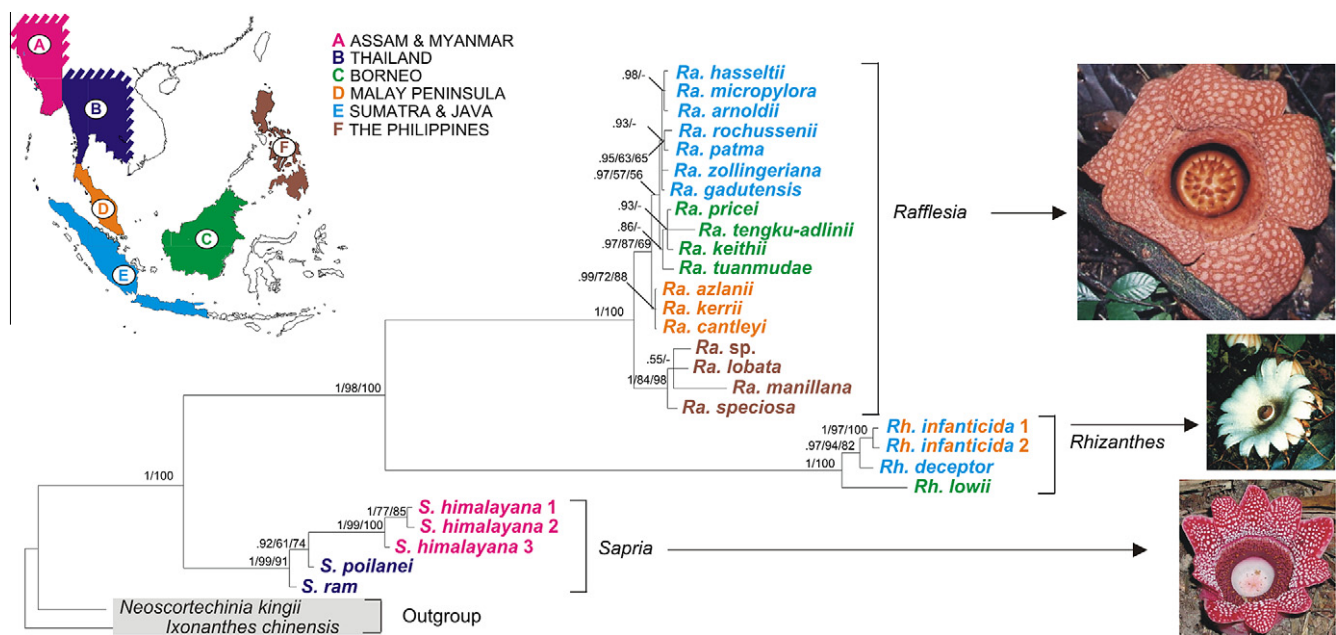 A ASSAM & MYANMAR
B THAILAND
C BORNEO
D MALAY PENINSULA
E SUMATRA & JAVA
F THE PHILIPPINES
A
B
C
D
E
F
.98/-
.93/-
.95/63/65
.97/57/56
.93/-
.86/-
.97/87/69
.99/72/88
1/100
.55/-
1/84/98
1/98/100
1/97/100
.97/94/82
1/100
1/100
1/77/85
1/99/100
.92/61/74
1/99/91
Ra. hasseltii
Ra. micropylora
Ra. arnoldii
Ra. rochussenii
Ra. patma
Ra. zollingeriana
Ra. gadutensis
Ra. pricei
Ra. tengku-adlinii
Ra. keithii
Ra. tuanmudae
Ra. azlanii
Ra. kerrii
Ra. cantleyi
Ra. sp.
Ra. lobata
Ra. manillana
Ra. speciosa
Rafflesia
Rh. infanticida 1
Rh. infanticida 2
Rh. deceptor
Rh. lowii
Rhizanthes
S. himalayana 1
S. himalayana 2
S. himalayana 3
S. poilanei
S. ram
Sapria
Neoscortechinia kingii
Ixonanthes chinensis
Outgroup